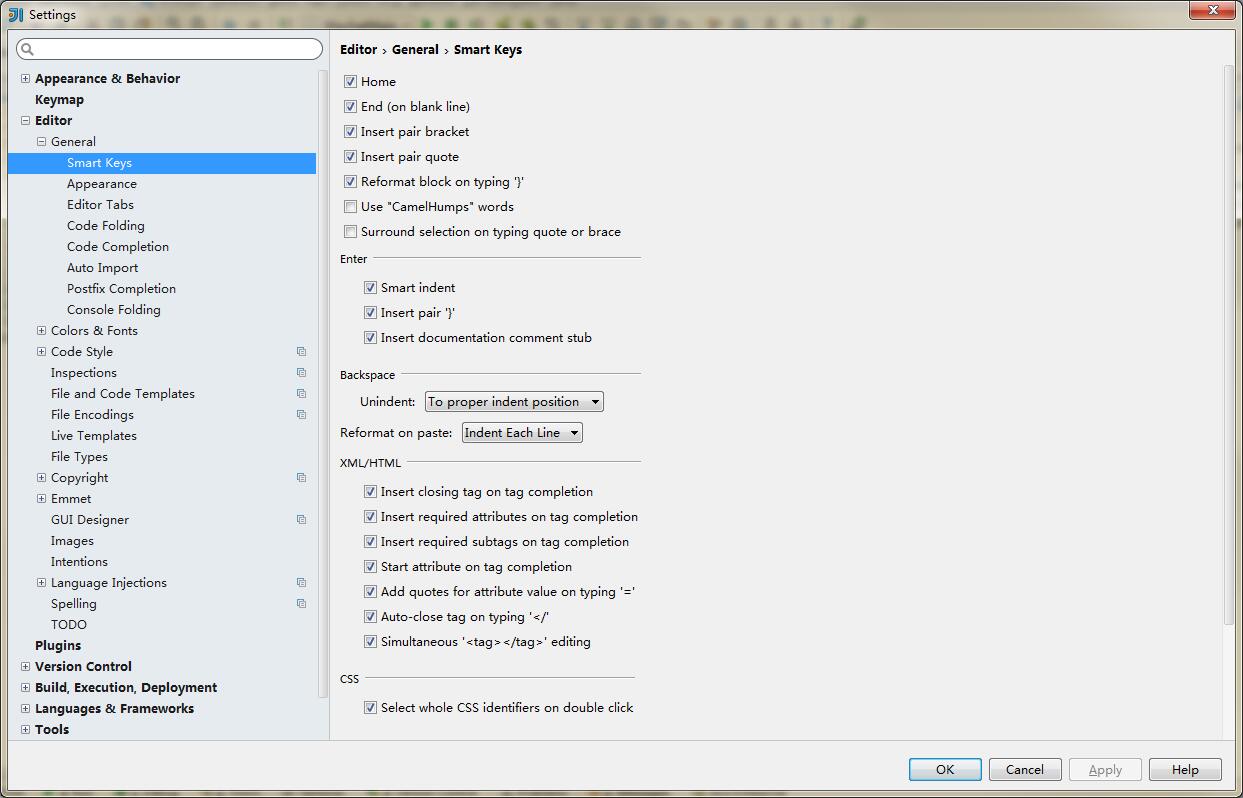 Settings
Appearance & Behavior
Keymap
Editor
General
Smart Keys
Appearance
Editor Tabs
Code Folding
Code Completion
Auto Import
Postfix Completion
Console Folding
Colors & Fonts
Code Style
Inspections
File and Code Templates
File Encodings
Live Templates
File Types
Copyright
Emmet
GUI Designer
Images
Intentions
Language Injections
Spelling
TODO
Plugins
Version Control
Build, Execution, Deployment
Languages & Frameworks
Tools
Editor › General › Smart Keys
Home
End (on blank line)
Insert pair bracket
Insert pair quote
Reformat block on typing '}'
Use "CamelHumps" words
Surround selection on typing quote or brace
Enter
Smart indent
Insert pair '}'
Insert documentation comment stub
Backspace
Unindent: To proper indent position
Reformat on paste: Indent Each Line
XML/HTML
Insert closing tag on tag completion
Insert required attributes on tag completion
Insert required subtags on tag completion
Start attribute on tag completion
Add quotes for attribute value on typing '='
Auto-close tag on typing '</'
Simultaneous '<tag></tag>' editing
CSS
Select whole CSS identifiers on double click
OK Cancel Apply Help